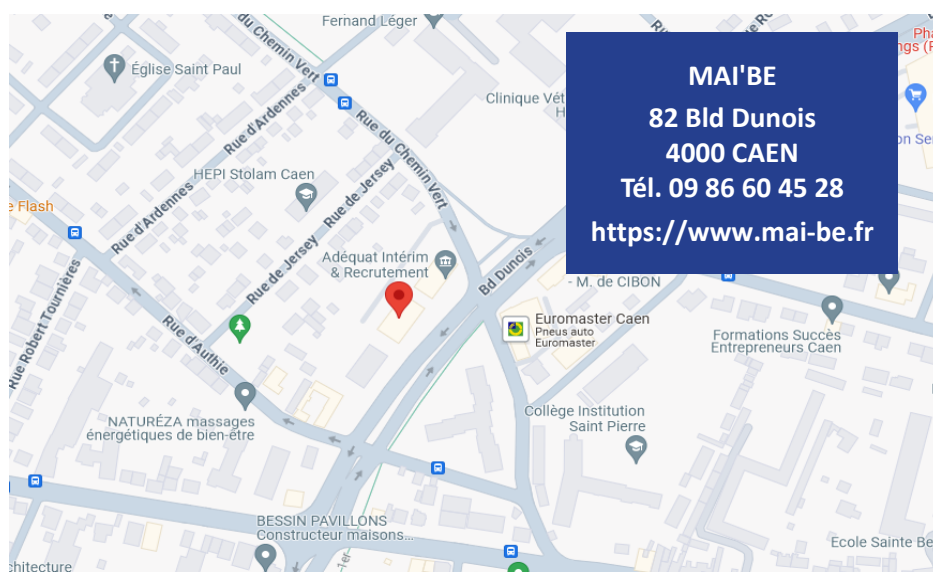 MAI'BE
82 Bld Dunois
4000 CAEN
Tél. 09 86 60 45 28
https://www.mai-be.fr
Fernand Léger
du Chemin Vert
Église Saint Paul
Rue d'Ardennes
Rue du Chemin Vert
Clinique Vét
HEPI Stolam Caen
Rue de Jersey
e Flash
Rue d'Ardennes
Rue de Jersey
Adéquat Intérim
& Recrutement
Bd Dunois
- M. de CIBON
Euromaster Caen
Pneus auto
Euromaster
Formations Succès
Entrepreneurs Caen
Rue Robert Tournières
Rue d'Authie
NATURÉZA massages
énergétiques de bien-être
Collège Institution
Saint Pierre
BESSIN PAVILLONS
Constructeur maisons...
Ecole Sainte Be
chitecture